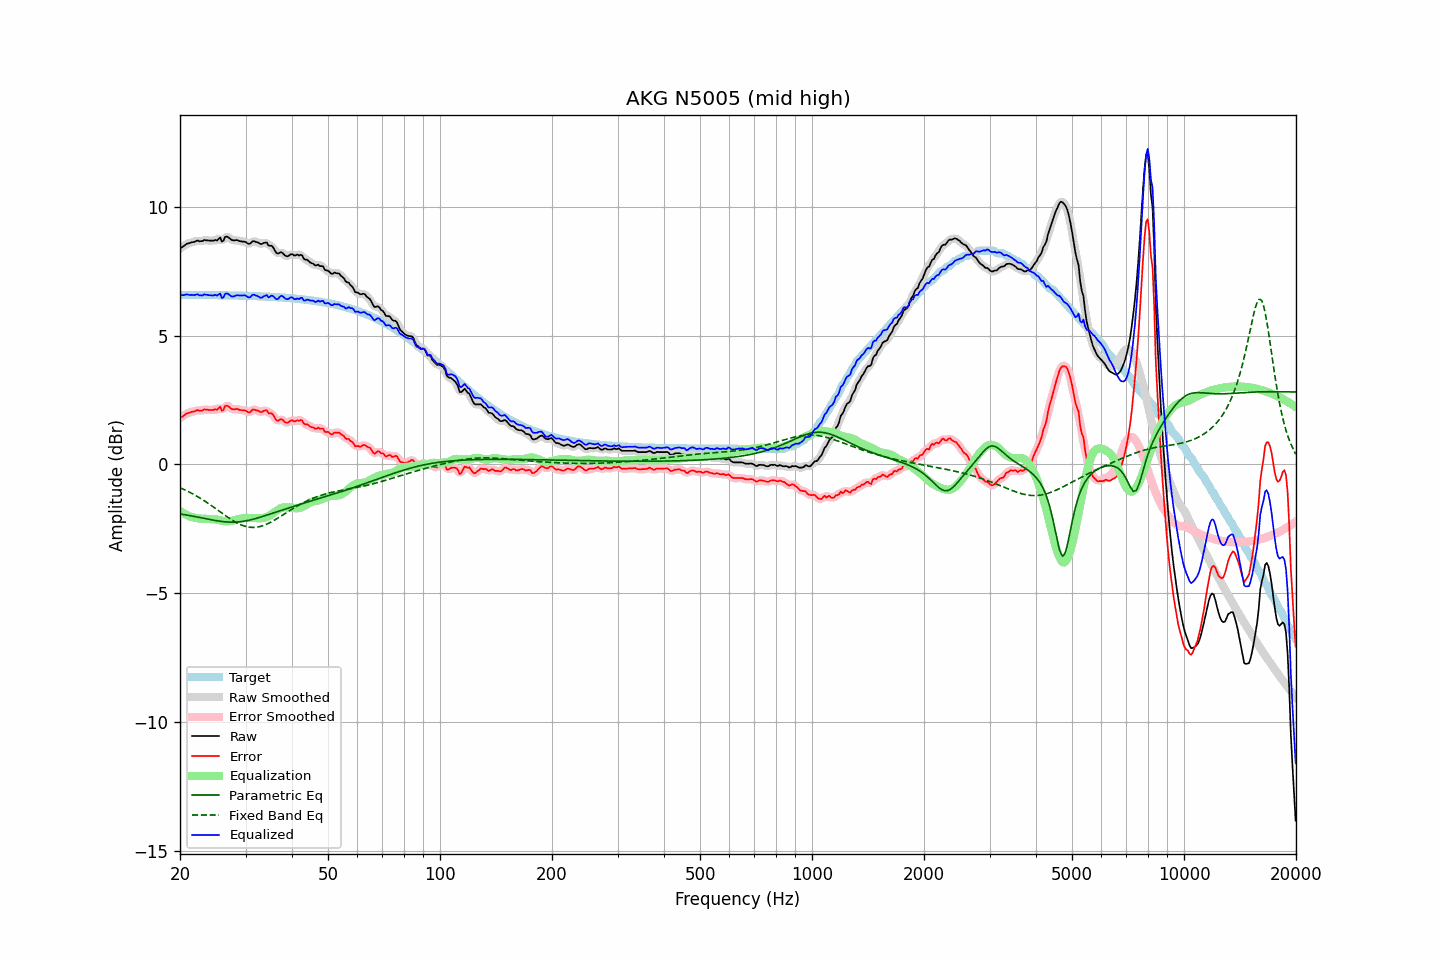 AKG N5005 (mid high)
Amplitude (dBr)
10
5
0
−5
−10
−15
Target
Raw Smoothed
Error Smoothed
Raw
Error
Equalization
Parametric Eq
Fixed Band Eq
Equalized
20 50 100 200 500 1000 2000 5000 10000 20000
Frequency (Hz)